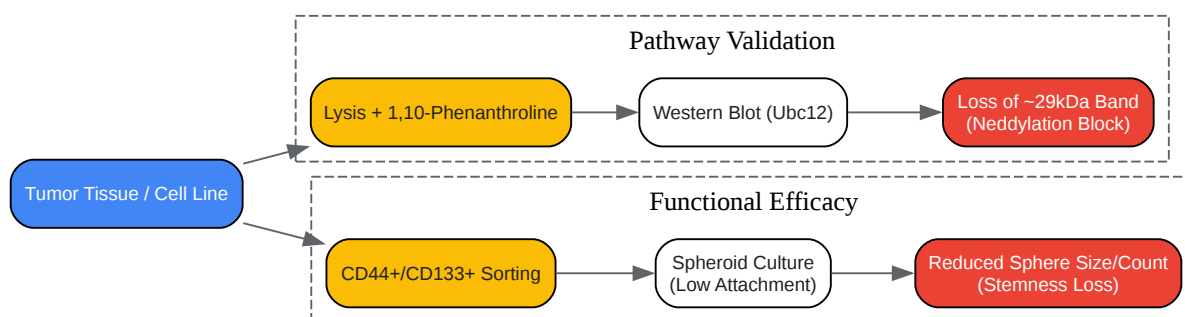 Pathway Validation
Lysis + 1,10-Phenanthroline
Western Blot (Ubc12)
Loss of ~29kDa Band
(Neddylation Block)
Tumor Tissue / Cell Line
Functional Efficacy
CD44+/CD133+ Sorting
Spheroid Culture
(Low Attachment)
Reduced Sphere Size/Count
(Stemness Loss)